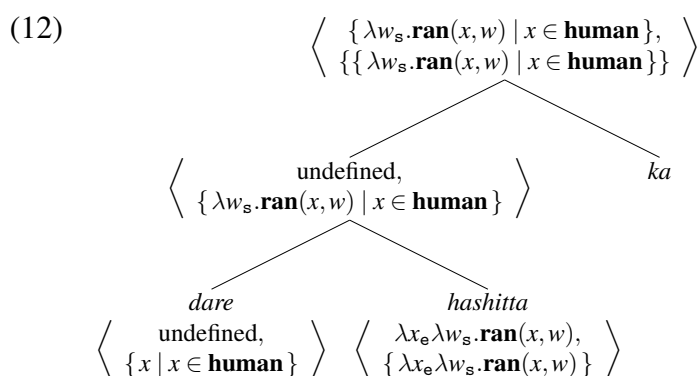 (12)
⟨ { λw_s.ran(x, w) | x ∈ human },
{{ λw_s.ran(x, w) | x ∈ human }} ⟩
⟨ undefined,
{ λw_s.ran(x, w) | x ∈ human } ⟩
ka
dare
⟨ undefined,
{ x | x ∈ human } ⟩
hashitta
⟨ λx_e λw_s.ran(x, w),
{ λx_e λw_s.ran(x, w) } ⟩